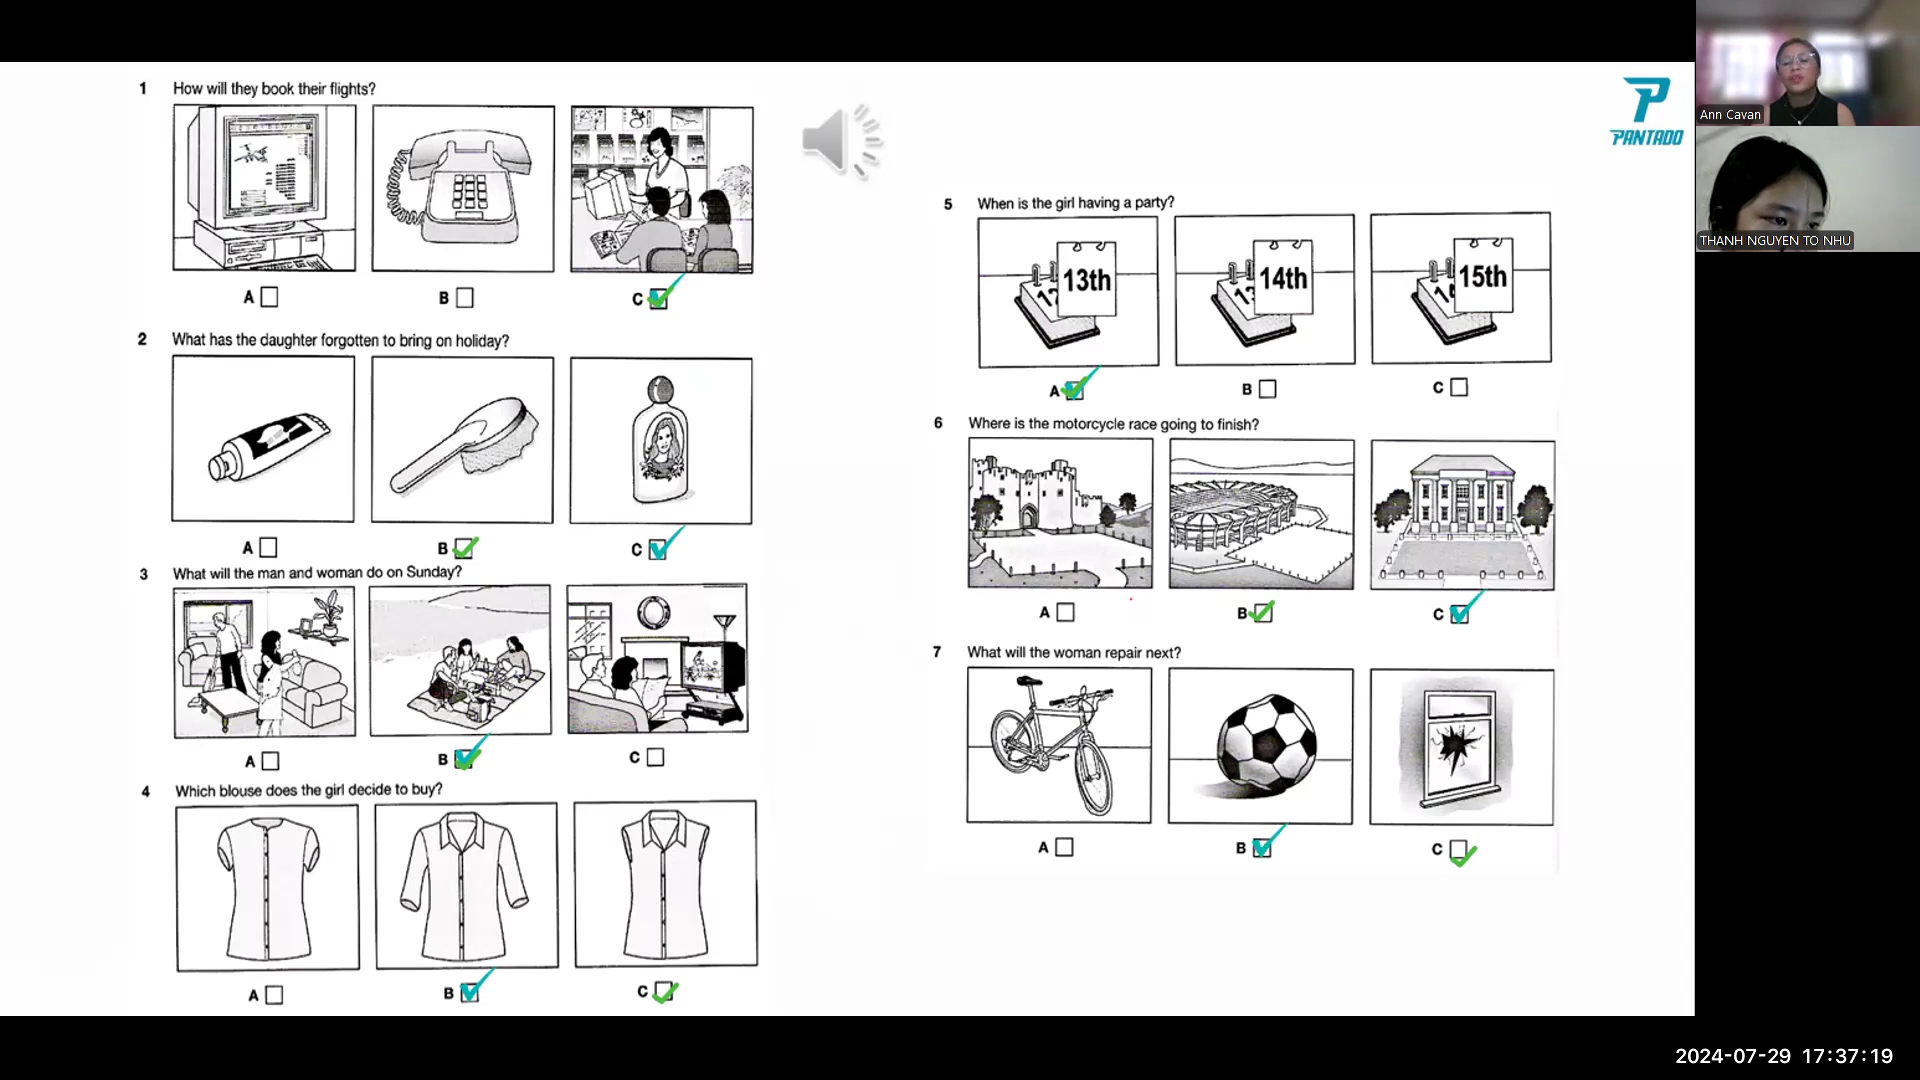 1 How will they book their flights?
A
B
C
2 What has the daughter forgotten to bring on holiday?
A
B
C
3 What will the man and woman do on Sunday?
A
B
C
4 Which blouse does the girl decide to buy?
A
B
C
PANTADO
5 When is the girl having a party?
13th
14th
15th
A
B
C
6 Where is the motorcycle race going to finish?
A
B
C
7 What will the woman repair next?
A
B
C
Ann Cavan
THANH NGUYEN TO NHU
2024-07-29 17:37:19